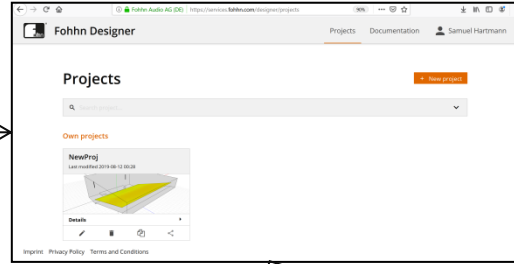 Fohhn Audio AG (DE) https://services.fohhn.com/designer/projects 90%
Fohhn Designer Projects Documentation Samuel Hartmann
Projects + New project
Own projects
NewProj
Last modified 2019-08-12 00:28
Details
Imprint Privacy Policy Terms and Conditions